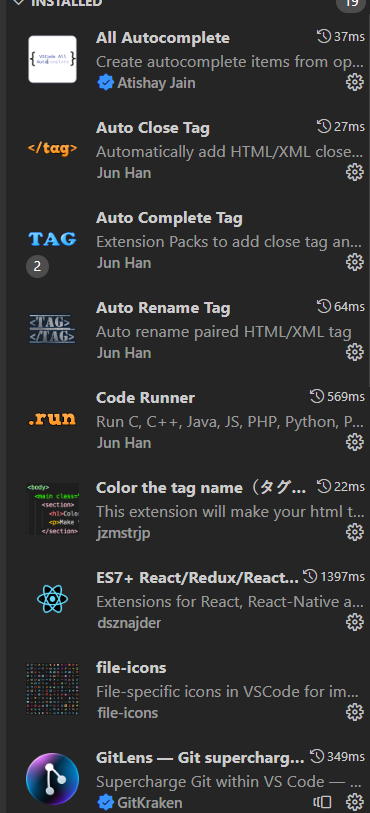 INSTALLED 19
All Autocomplete 37ms
Create autocomplete items from op...
Atishay Jain
Auto Close Tag 27ms
</tag> Automatically add HTML/XML close...
Jun Han
Auto Complete Tag
TAG Extension Packs to add close tag an...
2 Jun Han
Auto Rename Tag 64ms
<TAG>
</TAG> Auto rename paired HTML/XML tag
Jun Han
Code Runner 569ms
.run Run C, C++, Java, JS, PHP, Python, P...
Jun Han
<body>
<main class="
<section>
<h1>Colo
<p>Make
</section>
Color the tag name（タグ... 22ms
This extension will make your html t...
jzmstrjp
ES7+ React/Redux/React... 1397ms
Extensions for React, React-Native a...
dsznajder
file-icons
File-specific icons in VSCode for im...
file-icons
GitLens — Git supercharg... 349ms
Supercharge Git within VS Code — ...
GitKraken